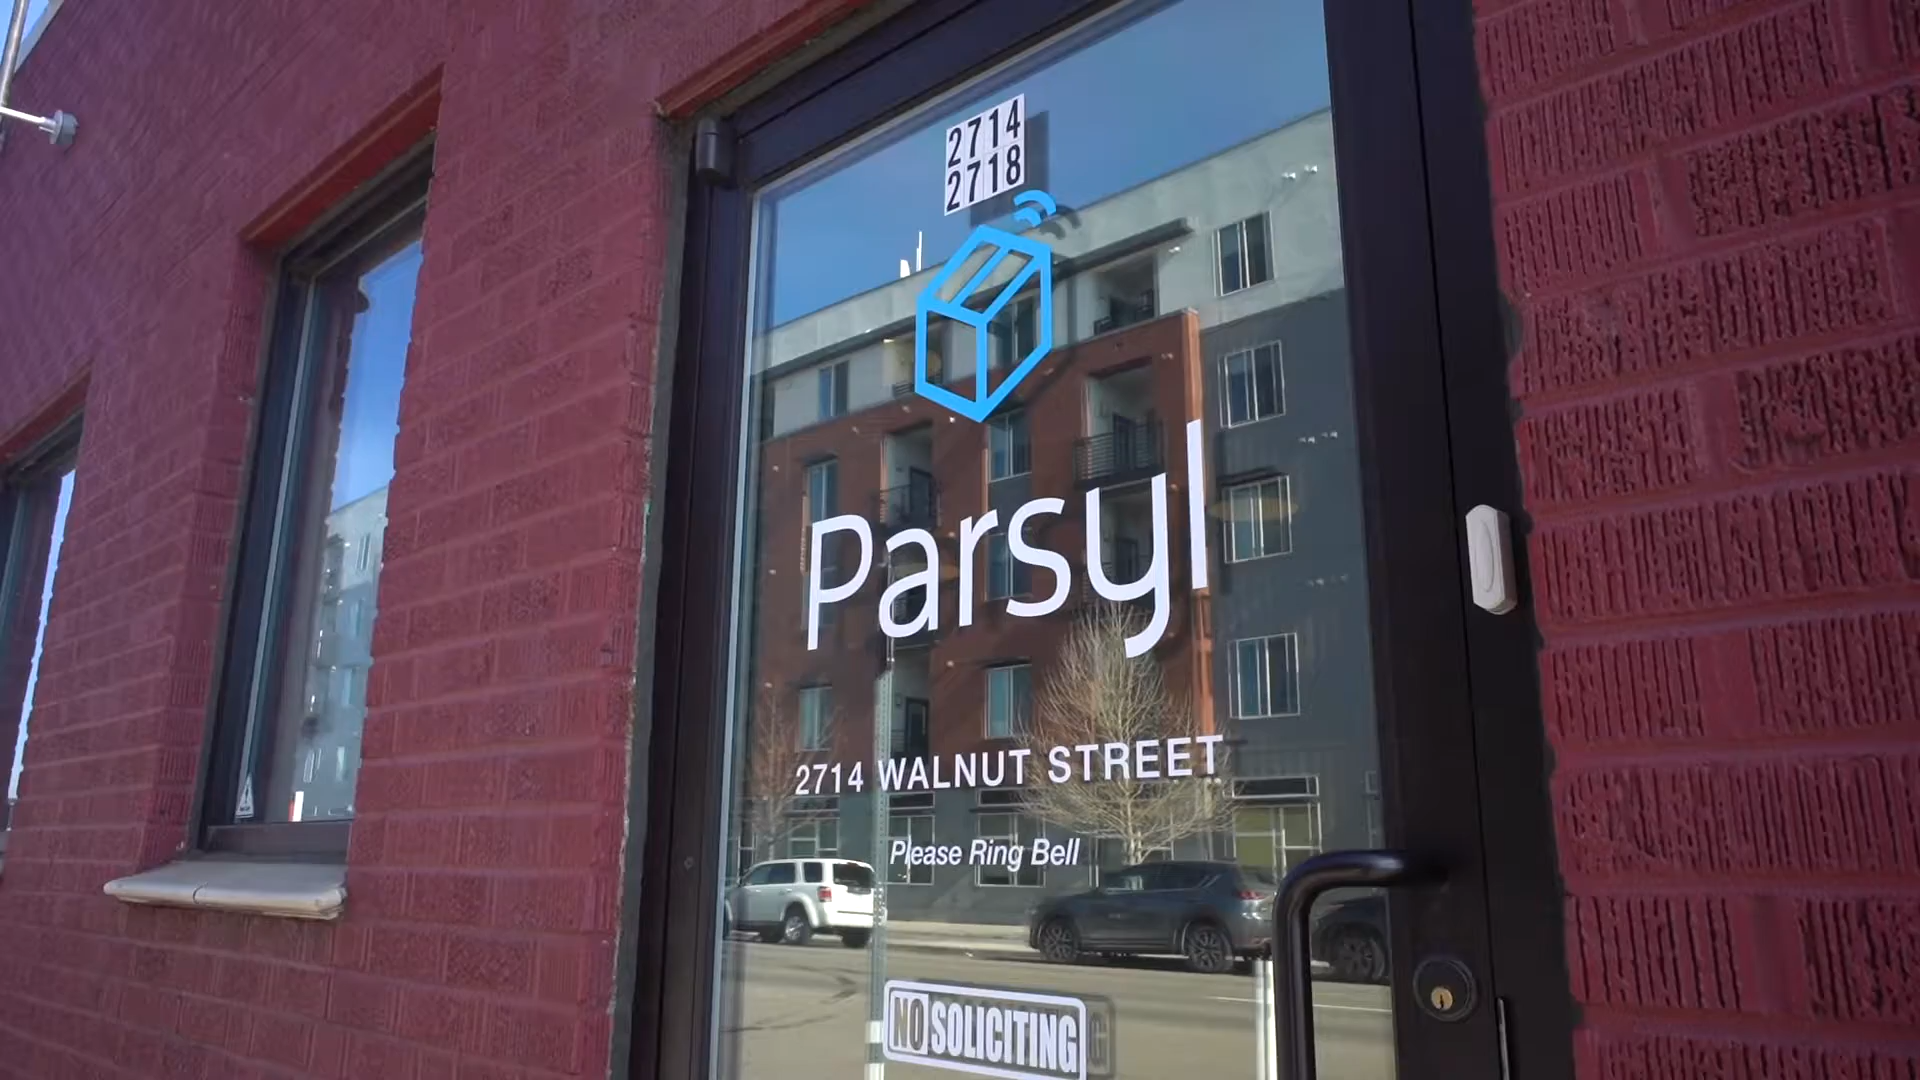 2714
2718
Parsyl
2714 WALNUT STREET
Please Ring Bell
NO SOLICITING